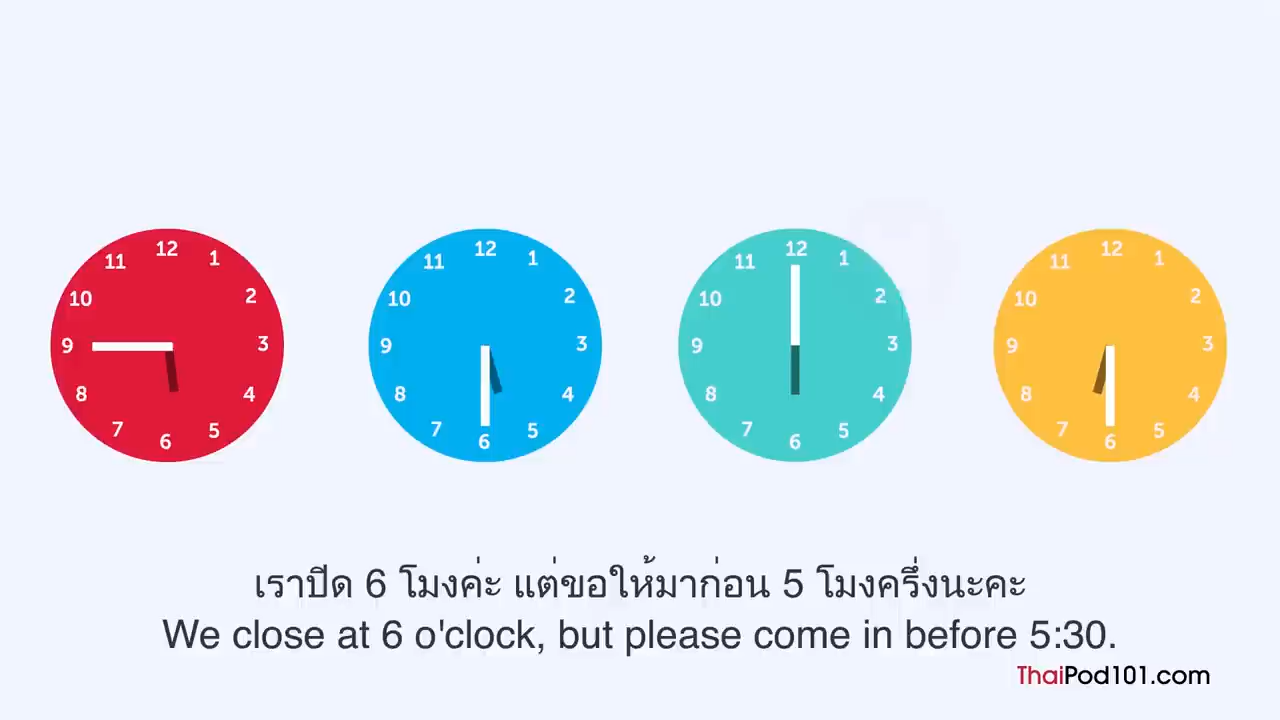 12 12 12 12
11 1 11 1 11 1 11 1
10 2 10 2 10 2 10 2
9 3 9 3 9 3 9 3
8 4 8 4 8 4 8 4
7 5 7 5 7 5 7 5
6 6 6 6
เราปิด 6 โมงค่ะ แต่ขอให้มาก่อน 5 โมงครึ่งนะคะ
We close at 6 o'clock, but please come in before 5:30.
ThaiPod101.com